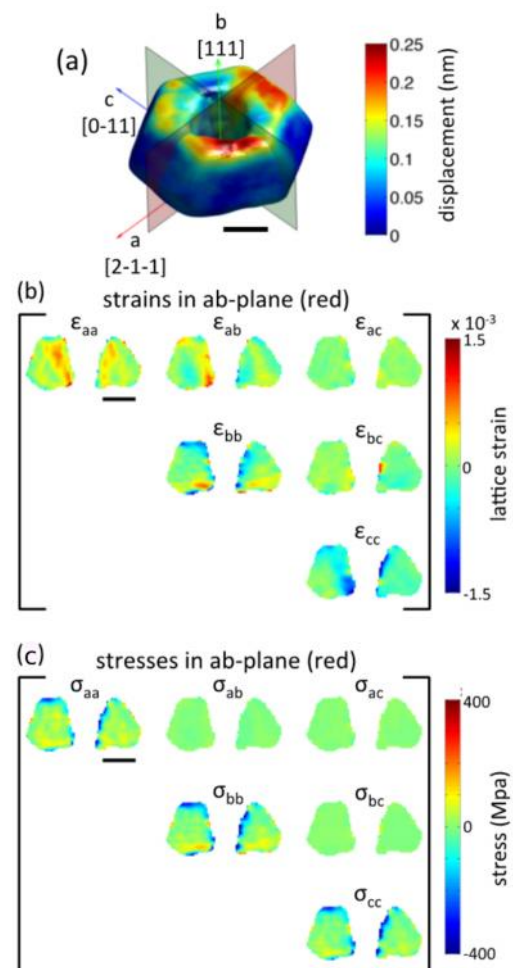 b
[111]
(a)
c
[0-11]
a
[2-1-1]
0.25
0.2
0.15
0.1
0.05
0
displacement (nm)
(b)
strains in ab-plane (red)
εaa
εab
εac
εbb
εbc
εcc
x 10-3
1.5
0
-1.5
lattice strain
(c)
stresses in ab-plane (red)
σaa
σab
σac
σbb
σbc
σcc
400
0
-400
stress (Mpa)